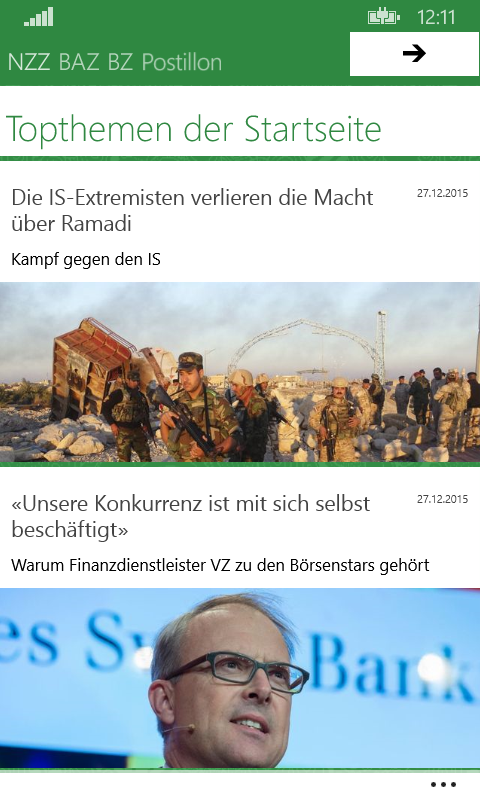 12:11
NZZ BAZ BZ Postillon
Topthemen der Startseite
Die IS-Extremisten verlieren die Macht
über Ramadi
27.12.2015
Kampf gegen den IS
«Unsere Konkurrenz ist mit sich selbst
beschäftigt»
27.12.2015
Warum Finanzdienstleister VZ zu den Börsenstars gehört
es S Bank